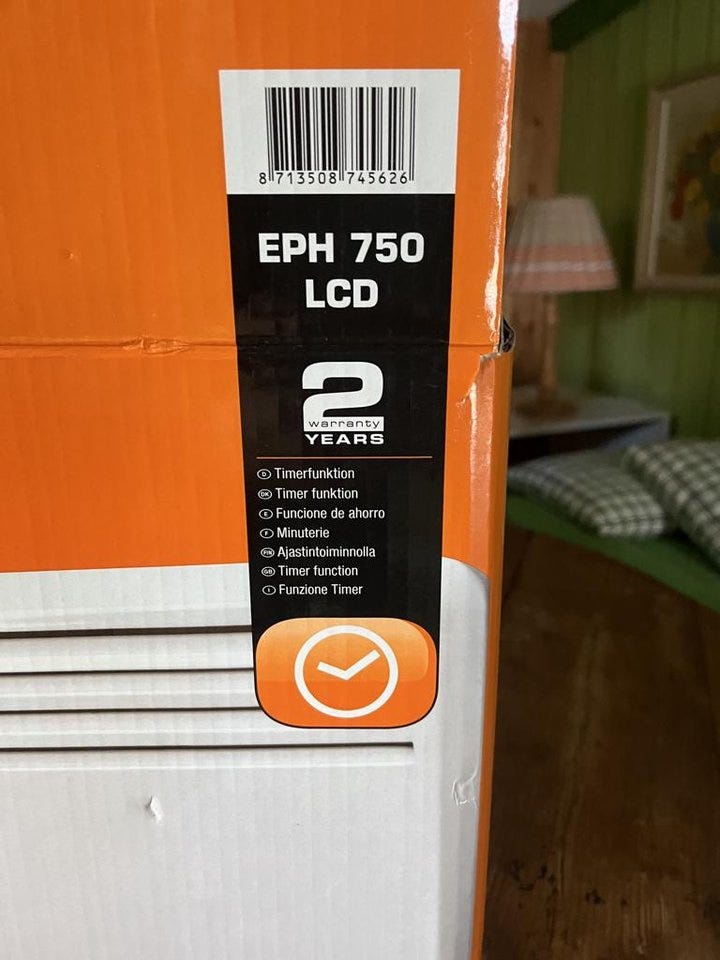 8 713508 745626
EPH 750
LCD
2
warranty
YEARS
D Timerfunktion
DK Timer funktion
E Funcione de ahorro
F Minuterie
FIN Ajastintoiminnolla
GB Timer function
I Funzione Timer